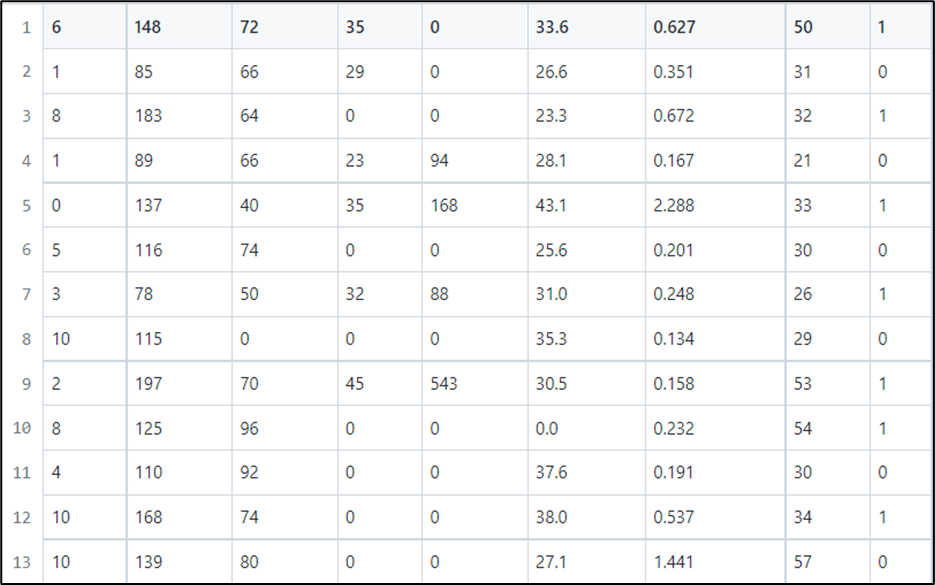 1 6 148 72 35 0 33.6 0.627 50 1
2 1 85 66 29 0 26.6 0.351 31 0
3 8 183 64 0 0 23.3 0.672 32 1
4 1 89 66 23 94 28.1 0.167 21 0
5 0 137 40 35 168 43.1 2.288 33 1
6 5 116 74 0 0 25.6 0.201 30 0
7 3 78 50 32 88 31.0 0.248 26 1
8 10 115 0 0 0 35.3 0.134 29 0
9 2 197 70 45 543 30.5 0.158 53 1
10 8 125 96 0 0 0.0 0.232 54 1
11 4 110 92 0 0 37.6 0.191 30 0
12 10 168 74 0 0 38.0 0.537 34 1
13 10 139 80 0 0 27.1 1.441 57 0